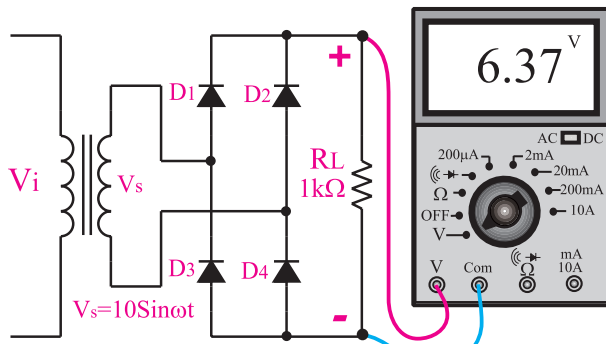 Vi
Vs
D1
D2
D3
D4
Vs=10Sinωt
+
RL
1kΩ
-
6.37 V
AC DC
200μA
2mA
20mA
200mA
10A
Ω
OFF
V
V
Com
Ω
mA
10A